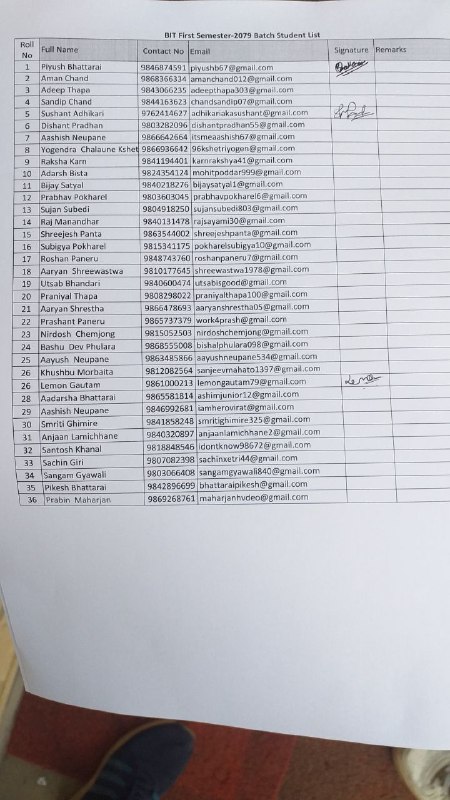 BIT First Semester-2079 Batch Student List
Roll No Full Name Contact No Email Signature Remarks
1 Piyush Bhattarai 9846874591 piyushb67@gmail.com
2 Aman Chand 9868366334 amanchand012@gmail.com
3 Adeep Thapa 9843066235 adeepthapa303@gmail.com
4 Sandip Chand 9844163623 chandsandip07@gmail.com
5 Sushant Adhikari 9762414627 adhikariakasushant@gmail.com
6 Dishant Pradhan 9803282096 dishantpradhan55@gmail.com
7 Aashish Neupane 9866642664 itsmeaashish67@gmail.com
8 Yogendra Chalaune Kshet 9866936642 96kshetriyogen@gmail.com
9 Raksha Karn 9841194401 karnrakshya41@gmail.com
10 Adarsh Bista 9824354124 mohitpoddar999@gmail.com
11 Bijay Satyal 9840218276 bijaysatyal1@gmail.com
12 Prabhav Pokharel 9803603045 prabhavpokharel6@gmail.com
13 Sujan Subedi 9804918250 sujansubedi803@gmail.com
14 Raj Manandhar 9840131478 rajsayami30@gmail.com
15 Shreejesh Panta 9863544002 shreejeshpanta@gmail.com
16 Subigya Pokharel 9815341175 pokharelsubigya10@gmail.com
17 Roshan Paneru 9848743760 roshanpaneru7@gmail.com
18 Aaryan Shreewastwa 9810177645 shreewastwa1978@gmail.com
19 Utsab Bhandari 9840600474 utsabisgood@gmail.com
20 Praniyal Thapa 9808298022 praniyalthapa100@gmail.com
21 Aaryan Shrestha 9866478693 aaryanshrestha05@gmail.com
22 Prashant Paneru 9865737379 work4prash@gmail.com
23 Nirdosh Chemjong 9815052503 nirdoshchemjong@gmail.com
24 Bashu Dev Phulara 9868555008 bishalphulara098@gmail.com
25 Aayush Neupane 9863485866 aayushneupane534@gmail.com
26 Khushbu Morbaita 9812082564 sanjeevmahato1397@gmail.com
26 Lemon Gautam 9861000213 lemongautam79@gmail.com
28 Aadarsha Bhattarai 9865581814 ashimjunior12@gmail.com
29 Aashish Neupane 9846992681 iamherovirat@gmail.com
30 Smriti Ghimire 9841858248 smritighimire325@gmail.com
31 Anjaan Lamichhane 9840320897 anjaanlamichhane2@gmail.com
32 Santosh Khanal 9818848546 idontknow98672@gmail.com
33 Sachin Giri 9807082398 sachinxetri44@gmail.com
34 Sangam Gyawali 9803066408 sangamgyawali840@gmail.com
35 Pikesh Bhattarai 9842896699 bhattaraipikesh@gmail.com
36 Prabin Maharjan 9869268761 maharjanhvdeo@gmail.com